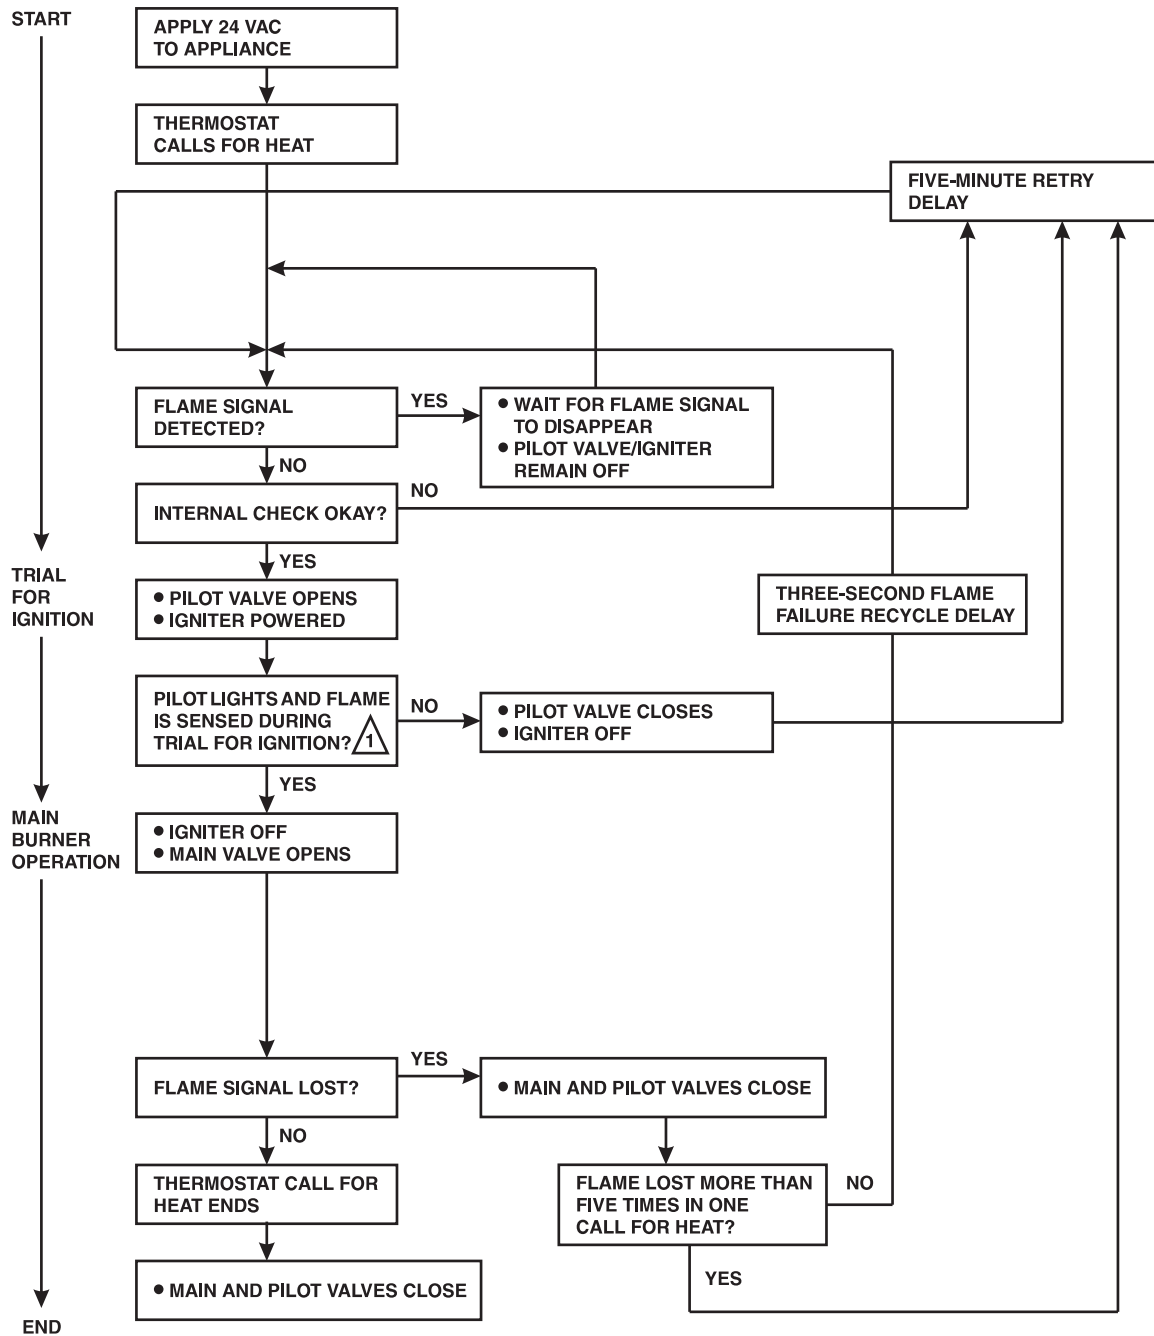 START
APPLY 24 VAC
TO APPLIANCE
THERMOSTAT
CALLS FOR HEAT
FIVE-MINUTE RETRY
DELAY
FLAME SIGNAL
DETECTED?
YES
• WAIT FOR FLAME SIGNAL
TO DISAPPEAR
• PILOT VALVE/IGNITER
REMAIN OFF
NO
INTERNAL CHECK OKAY?
NO
YES
TRIAL
FOR
IGNITION
• PILOT VALVE OPENS
• IGNITER POWERED
THREE-SECOND FLAME
FAILURE RECYCLE DELAY
PILOT LIGHTS AND FLAME
IS SENSED DURING
TRIAL FOR IGNITION? 1
NO
• PILOT VALVE CLOSES
• IGNITER OFF
YES
MAIN
BURNER
OPERATION
• IGNITER OFF
• MAIN VALVE OPENS
FLAME SIGNAL LOST?
YES
• MAIN AND PILOT VALVES CLOSE
NO
THERMOSTAT CALL FOR
HEAT ENDS
FLAME LOST MORE THAN
FIVE TIMES IN ONE
CALL FOR HEAT?
NO
YES
• MAIN AND PILOT VALVES CLOSE
END